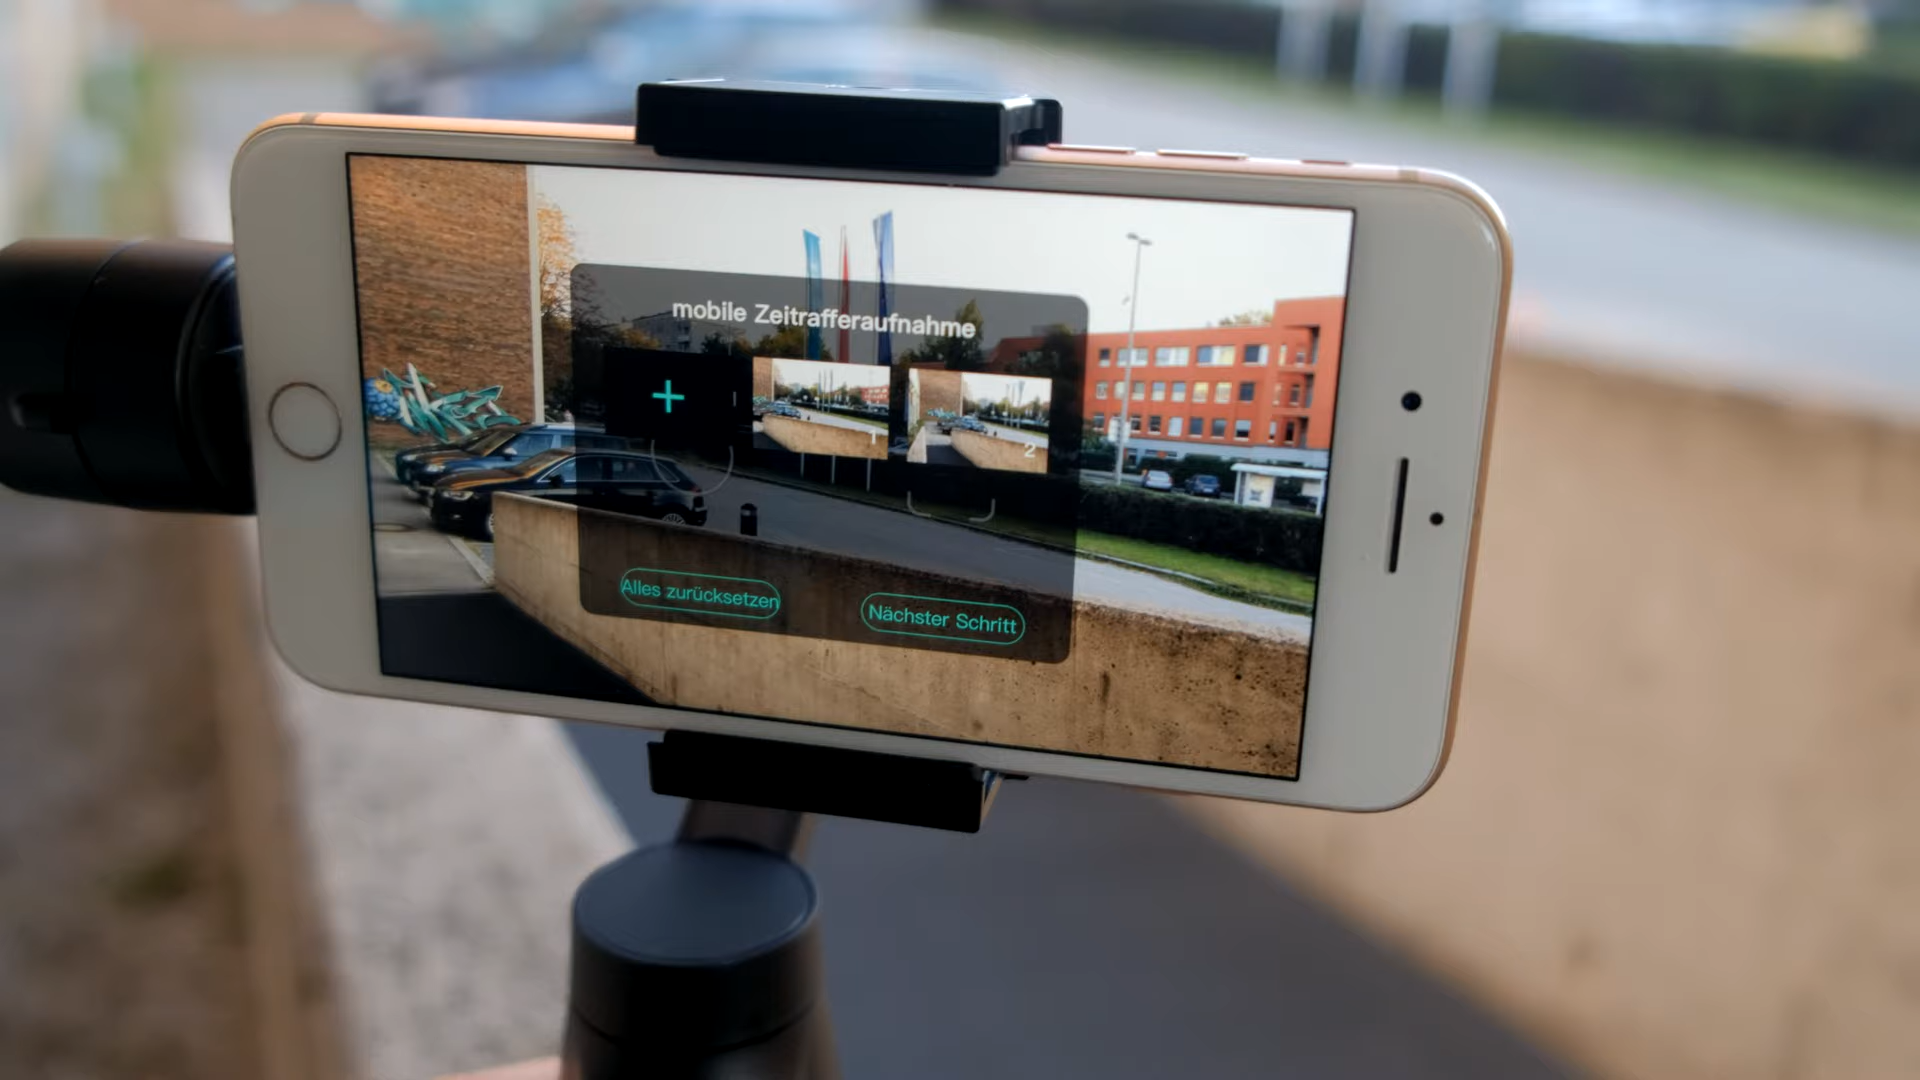 mobile Zeitrafferaufnahme
1
2
Alles zurücksetzen
Nächster Schritt